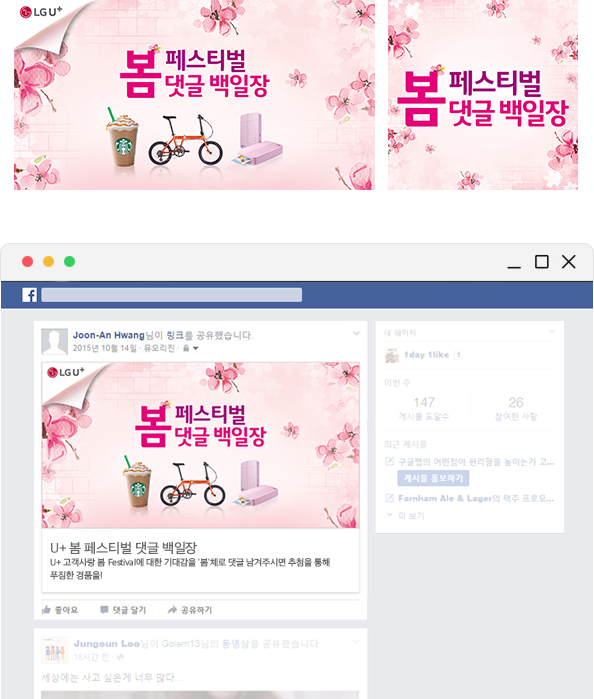 LG U+
봄 페스티벌
댓글 백일장
봄 페스티벌
댓글 백일장
Joon-An Hwang님이 링크를 공유했습니다.
2015년 10월 14일 · 뮤오리진 ·
LG U+
봄 페스티벌
댓글 백일장
U+ 봄 페스티벌 댓글 백일장
U+ 고객사랑 봄 Festival에 대한 기대감을 '봄'체로 댓글 남겨주시면 추첨을 통해
푸짐한 경품을!
좋아요 댓글 달기 공유하기
Jungeun Lee님이 Golem13님의 동영상을 공유했습니다
18시간 전 ·
세상에는 사고 싶은게 너무 많다...
내 페이지
1day 1like 1
이번 주
147 26
게시물 도달수 참여한 사람
최근 게시물
구글맵의 어떤점이 편리함을 높이는가 고...
게시물 홍보하기
Farnham Ale & Lager의 맥주 프로모...
더 보기